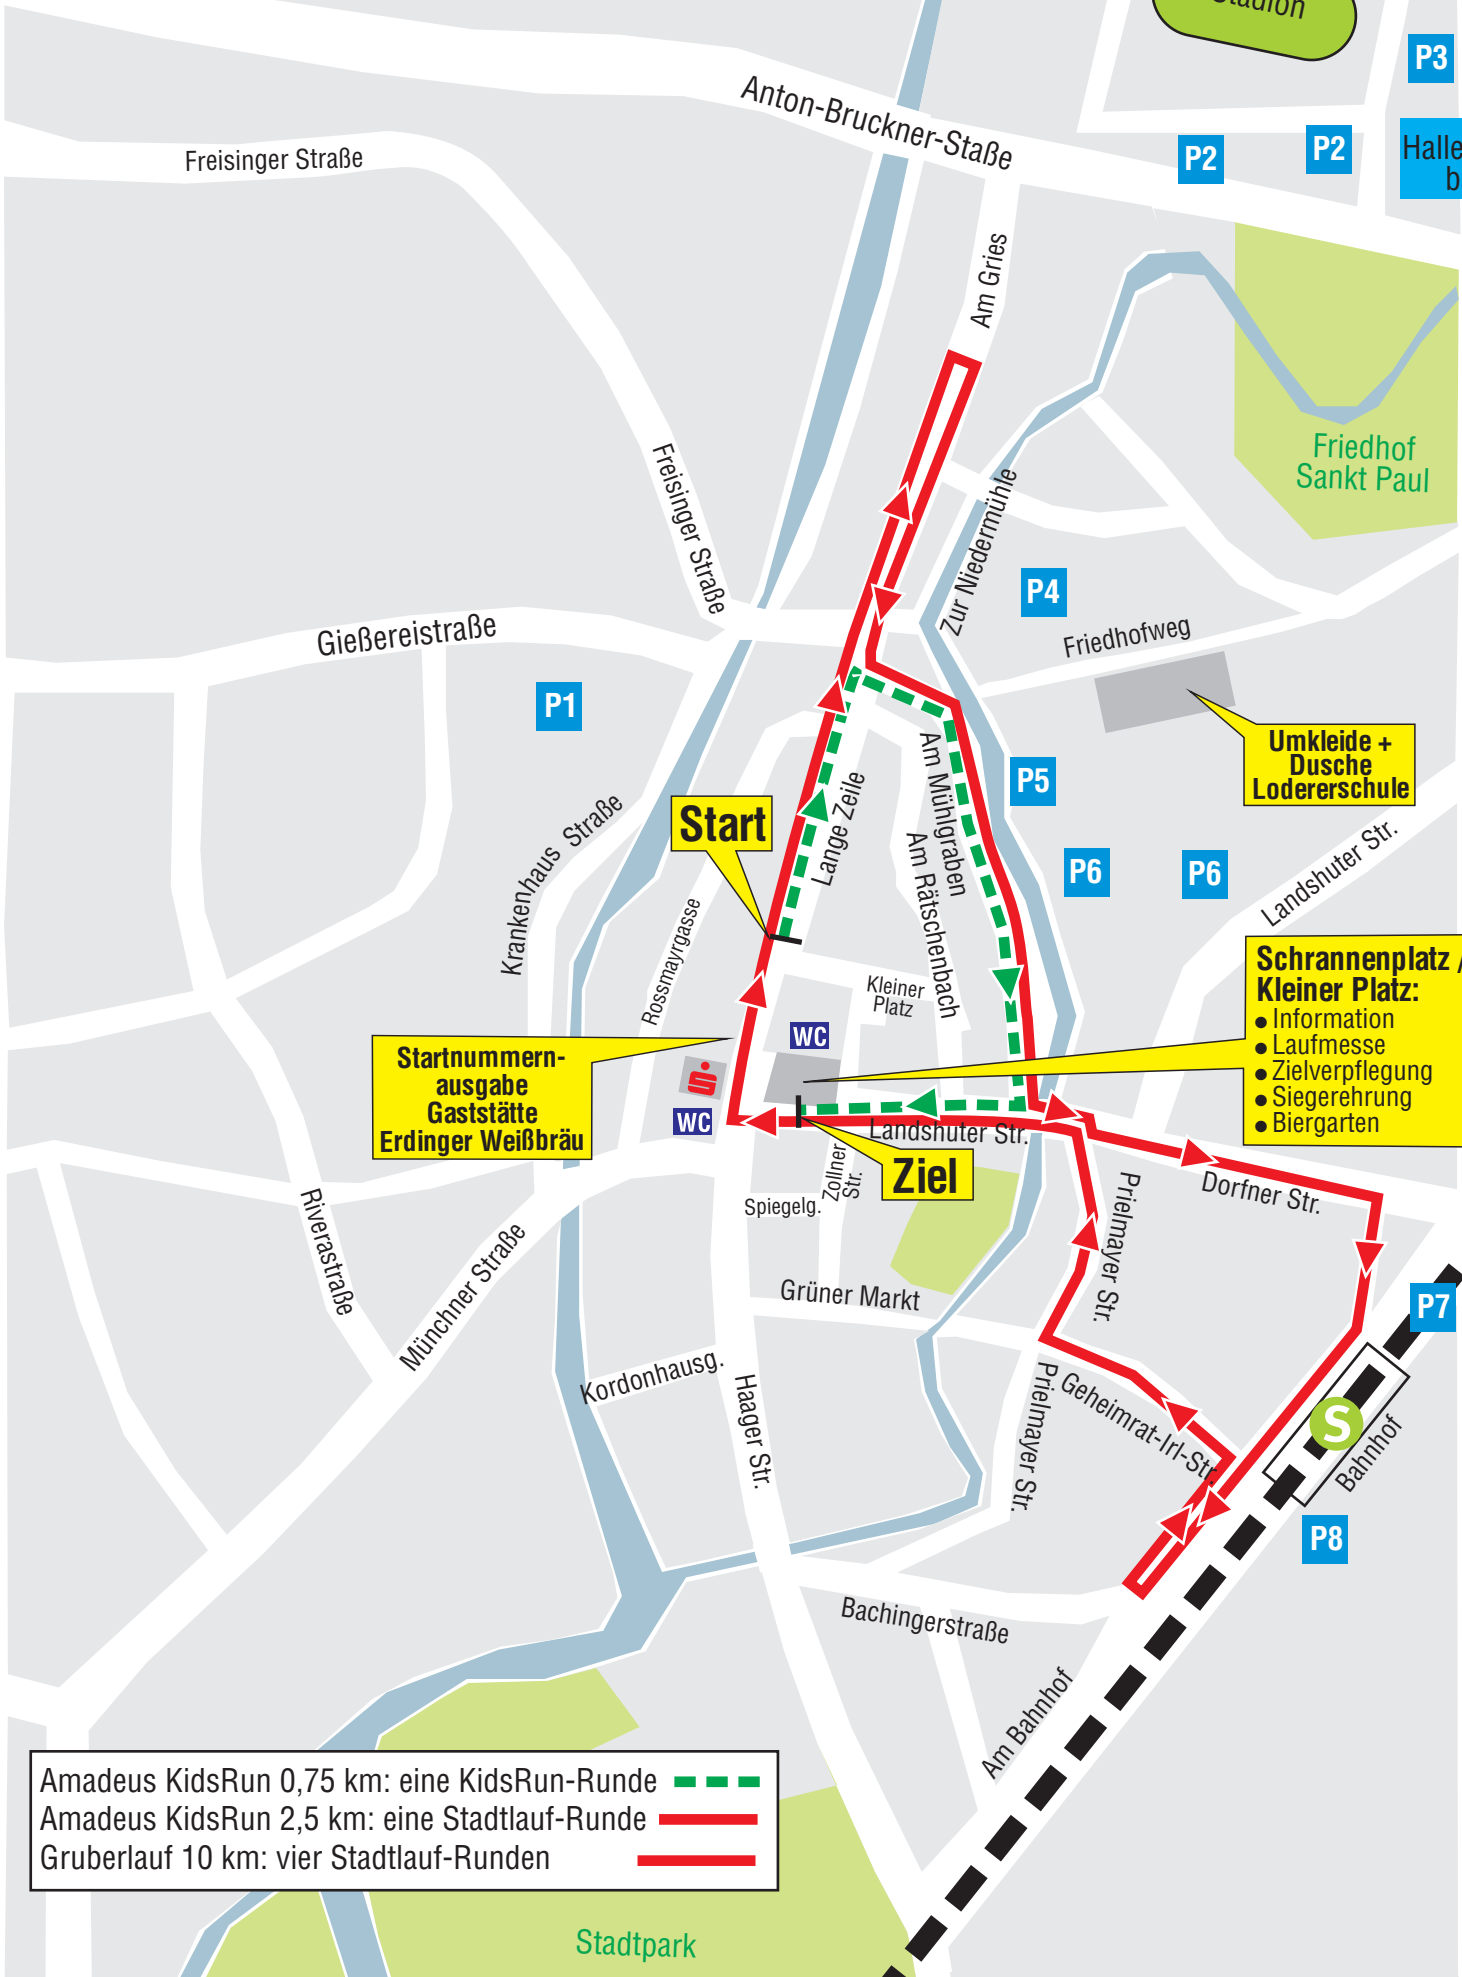 Stadion
P3
Anton-Bruckner-Staße
P2
P2
Halle
b
Freisinger Straße
Am Gries
Friedhof
Sankt Paul
Freisinger Straße
Zur Niedermühle
P4
Friedhofweg
Gießereistraße
P1
Umkleide +
Dusche
Lodererschule
P5
Am Mühlgraben
Start
Lange Zeile
Am Rätschenbach
P6
P6
Landshuter Str.
Krankenhaus Straße
Rossmayrgasse
Schrannenplatz /
Kleiner Platz:
Information
Laufmesse
Zielverpflegung
Siegerehrung
Biergarten
Kleiner
Platz
WC
Startnummern-
ausgabe
Gaststätte
Erdinger Weißbräu
WC
Landshuter Str.
Ziel
Zollner
Str.
Spiegelg.
Dorfner Str.
Prielmayer Str.
Riverastraße
Münchner Straße
Grüner Markt
P7
Kordonhausg.
Haager Str.
Prielmayer Str.
Geheimrat-Irl-Str.
S
Bahnhof
P8
Bachingerstraße
Am Bahnhof
Amadeus KidsRun 0,75 km: eine KidsRun-Runde
Amadeus KidsRun 2,5 km: eine Stadtlauf-Runde
Gruberlauf 10 km: vier Stadtlauf-Runden
Stadtpark